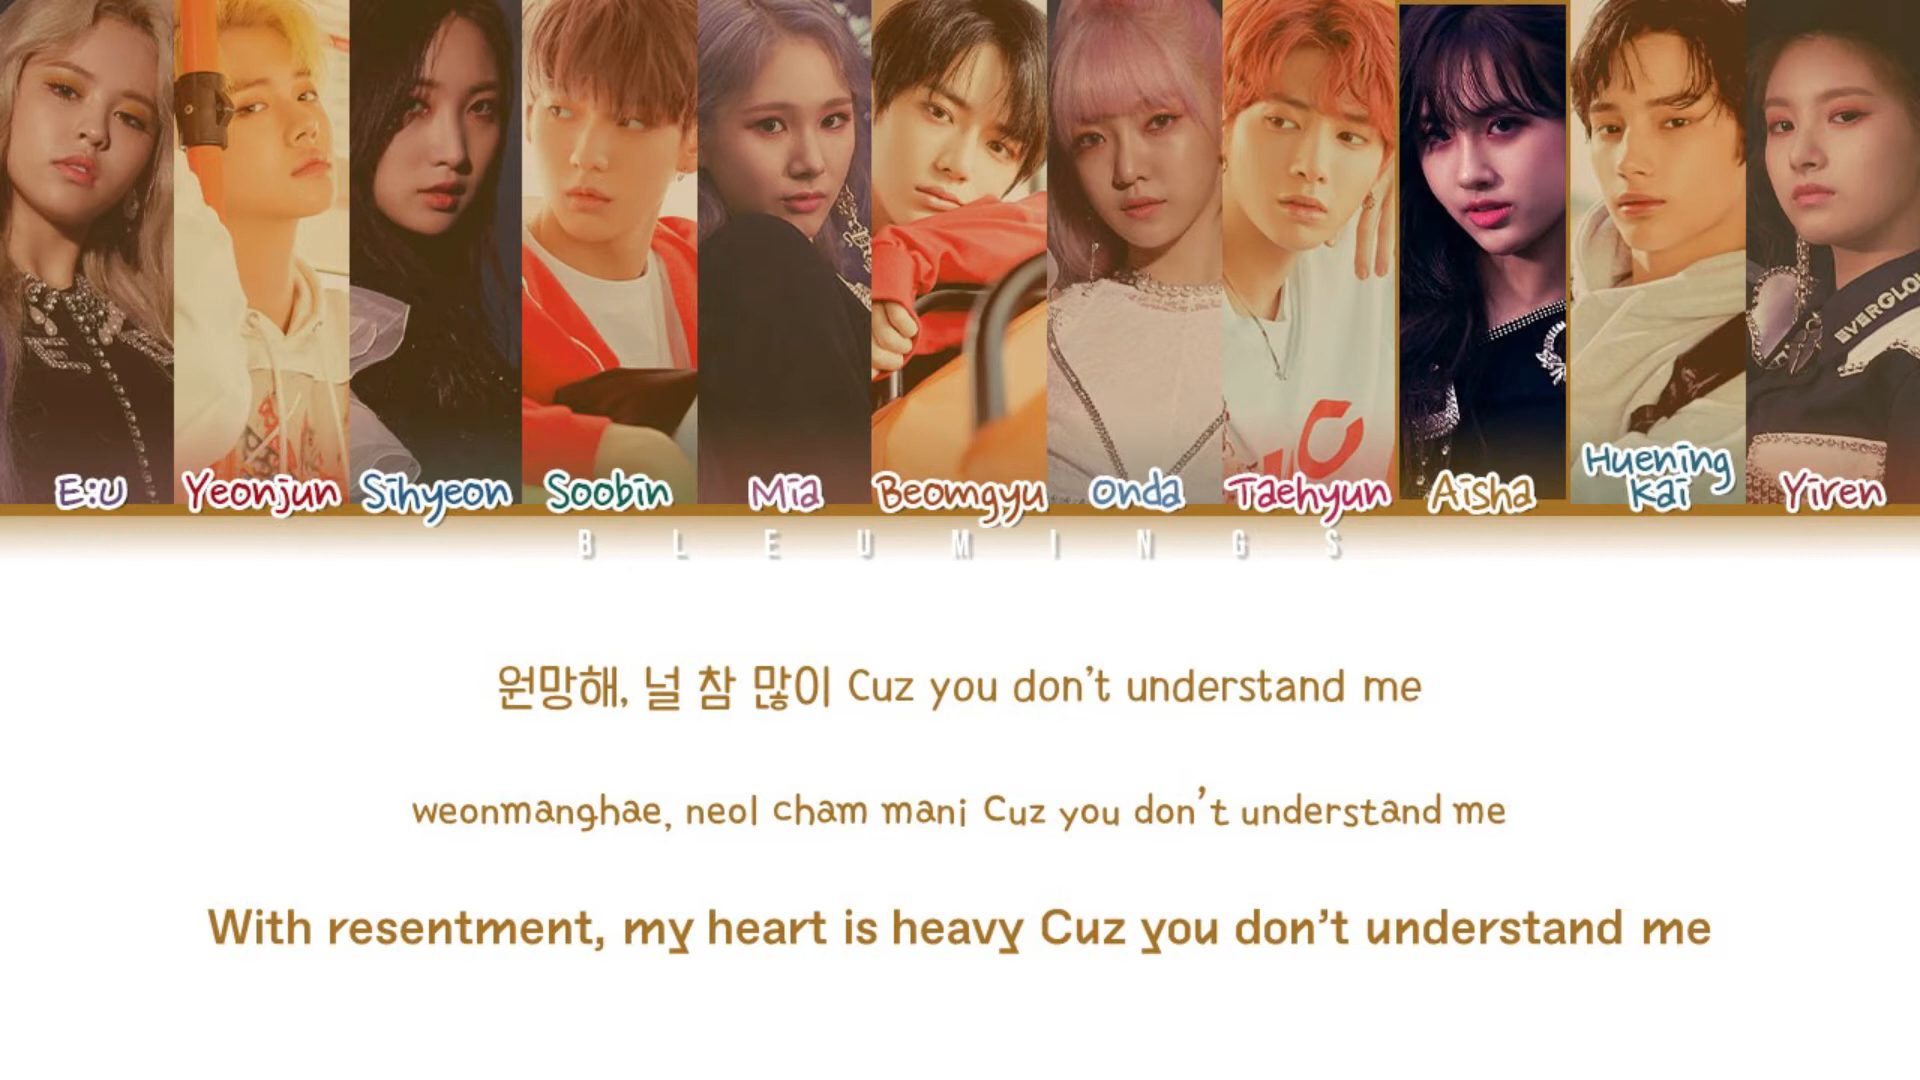 EVERGLO
E:U Yeonjun Sihyeon Soobin Mia Beomgyu Onda Taehyun Aisha Huening Kai Yiren
BLEUMINGS
원망해, 널 참 많이 Cuz you don't understand me
weonmanghae, neol cham mani Cuz you don't understand me
With resentment, my heart is heavy Cuz you don't understand me